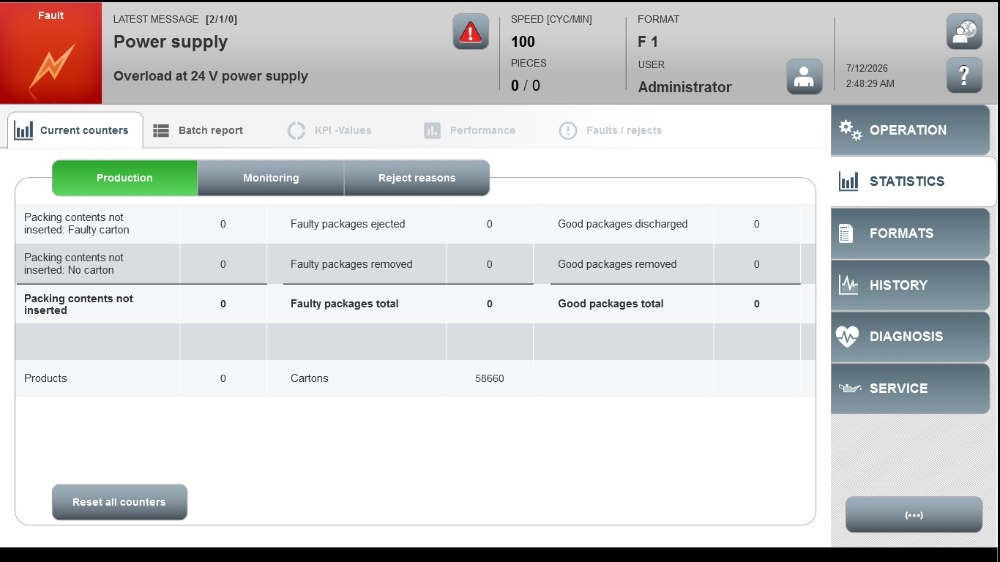 Fault
LATEST MESSAGE [2/1/0]
Power supply
Overload at 24 V power supply
SPEED [CYC/MIN]
100
PIECES
0 / 0
FORMAT
F 1
USER
Administrator
7/12/2026
2:48:29 AM
?
Current counters
Batch report
KPI -Values
Performance
Faults / rejects
Production
Monitoring
Reject reasons
Packing contents not
inserted: Faulty carton
0
Faulty packages ejected
0
Good packages discharged
0
Packing contents not
inserted: No carton
0
Faulty packages removed
0
Good packages removed
0
Packing contents not
inserted
0
Faulty packages total
0
Good packages total
0
Products
0
Cartons
58660
Reset all counters
OPERATION
STATISTICS
FORMATS
HISTORY
DIAGNOSIS
SERVICE
(•••)